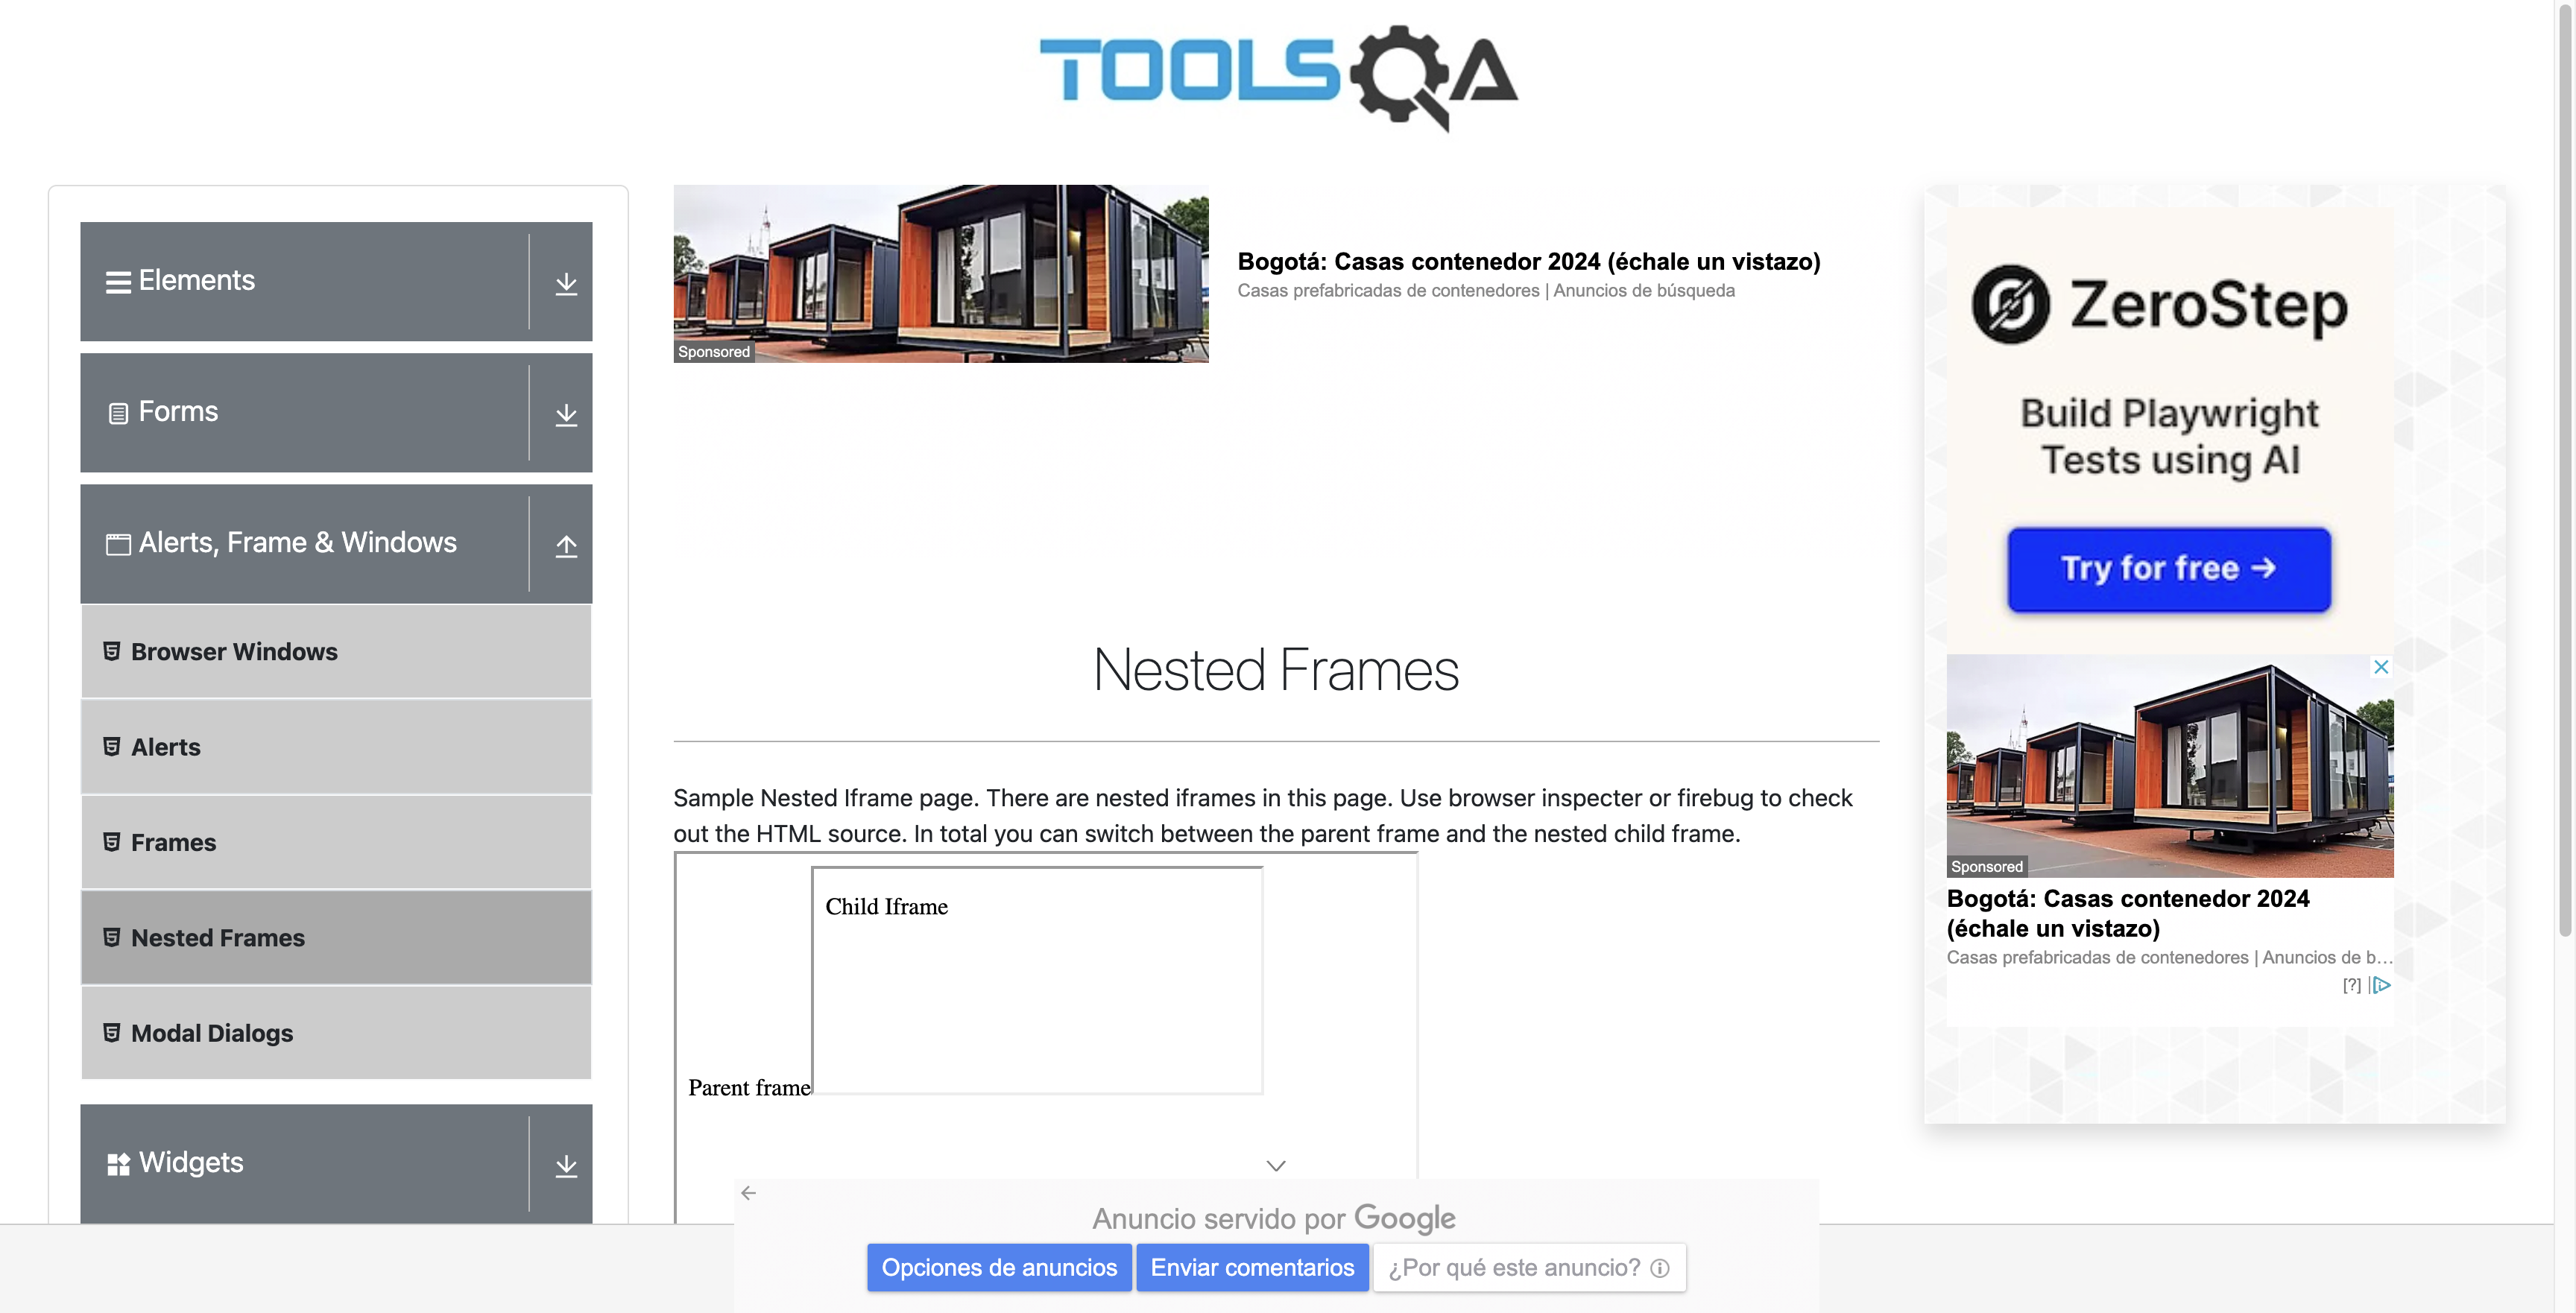 TOOLSQA
Elements
Forms
Alerts, Frame & Windows
Browser Windows
Alerts
Frames
Nested Frames
Modal Dialogs
Widgets
Sponsored
Bogotá: Casas contenedor 2024 (échale un vistazo)
Casas prefabricadas de contenedores | Anuncios de búsqueda
Nested Frames
Sample Nested Iframe page. There are nested iframes in this page. Use browser inspecter or firebug to check
out the HTML source. In total you can switch between the parent frame and the nested child frame.
Child Iframe
Parent frame
Anuncio servido por Google
Opciones de anuncios
Enviar comentarios
¿Por qué este anuncio?
ZeroStep
Build Playwright
Tests using AI
Try for free →
Sponsored
Bogotá: Casas contenedor 2024
(échale un vistazo)
Casas prefabricadas de contenedores | Anuncios de b…
[?]